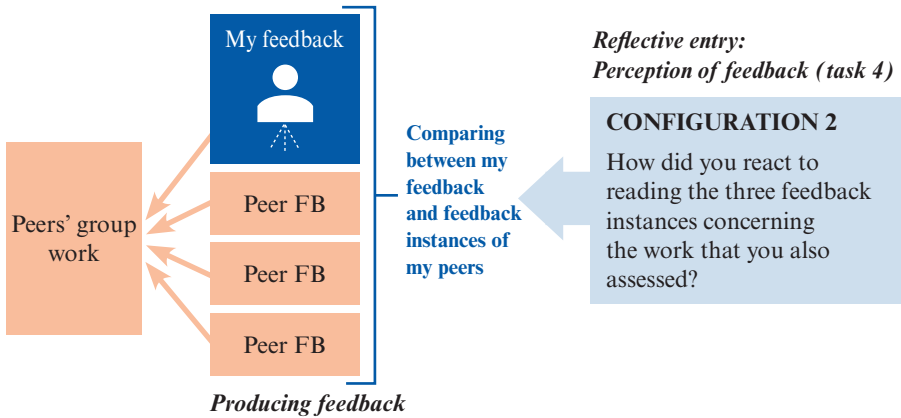 My feedback
Peers’ group
work
Peer FB
Peer FB
Peer FB
Producing feedback
Comparing
between my
feedback
and feedback
instances of
my peers
Reflective entry:
Perception of feedback (task 4)
CONFIGURATION 2
How did you react to
reading the three feedback
instances concerning
the work that you also
assessed?